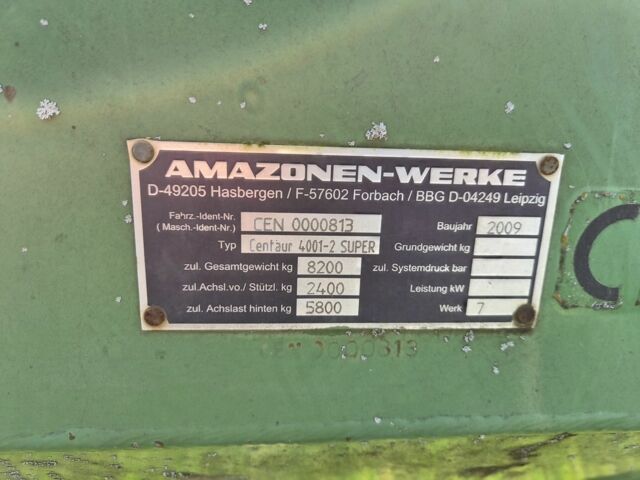 AMAZONEN-WERKE
D-49205 Hasbergen / F-57602 Forbach / BBG D-04249 Leipzig
Fahrz.-Ident-Nr.
(Masch.-Ident-Nr.) CEN 0000813 Baujahr 2009
Typ Centaur 4001-2 SUPER Grundgewicht kg
zul. Gesamtgewicht kg 8200 zul. Systemdruck bar
zul.Achsl.vo./ Stützl. kg 2400 Leistung kW
zul. Achslast hinten kg 5800 Werk 7
C